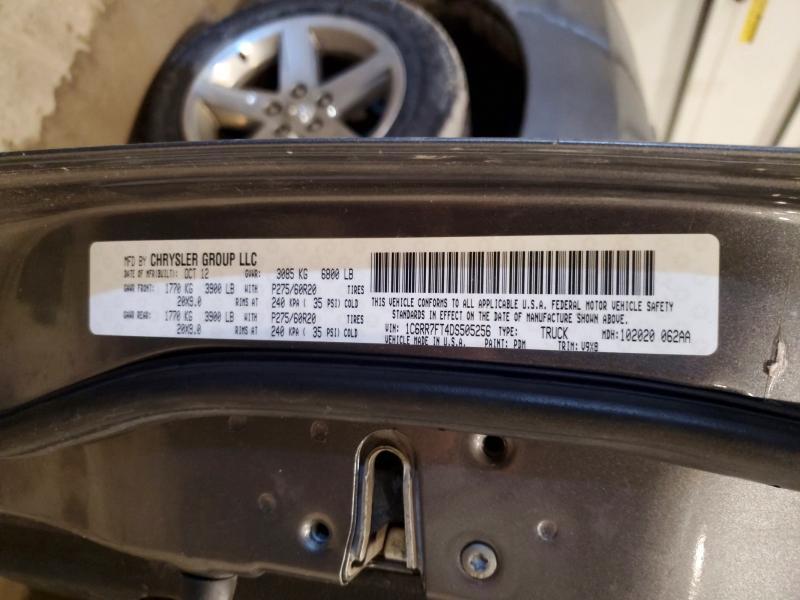 MFD BY CHRYSLER GROUP LLC
DATE OF MFR(BUILT): OCT 12 GVWR: 3085 KG 6800 LB
GAWR FRONT: 1770 KG 3900 LB WITH P275/60R20 TIRES
20X9.0 RIMS AT 240 KPA ( 35 PSI) COLD
GAWR REAR: 1770 KG 3900 LB WITH P275/60R20 TIRES
20X9.0 RIMS AT 240 KPA ( 35 PSI) COLD
THIS VEHICLE CONFORMS TO ALL APPLICABLE U.S.A. FEDERAL MOTOR VEHICLE SAFETY
STANDARDS IN EFFECT ON THE DATE OF MANUFACTURE SHOWN ABOVE.
VIN: 1C6RR7FT4DS505256 TYPE: TRUCK MDH: 102020 062AA
VEHICLE MADE IN U.S.A. PAINT: PDM TRIM: V9X8